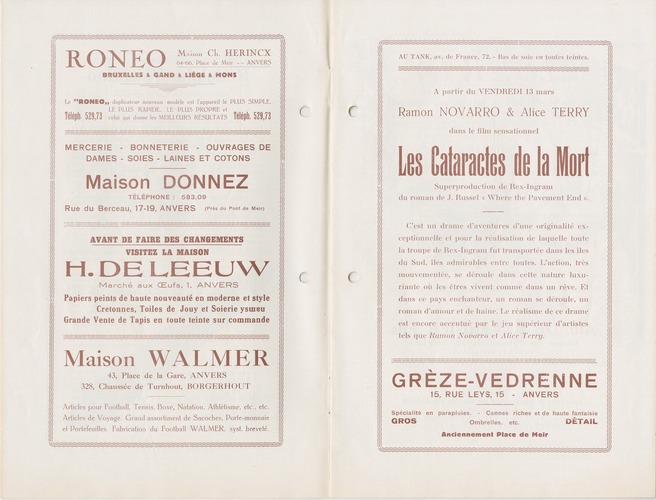 RONEO
Maison Ch. HERINCX
64-66, Place de Meir -- ANVERS
BRUXELLES & GAND & LIÉGE & MONS
Le "RONEO," duplicateur nouveau modèle est l'appareil le PLUS SIMPLE,
LE PLUS RAPIDE, LE PLUS PROPRE et
Téléph. 529,73 celui qui donne les MEILLEURS RÉSULTATS Téléph. 529,73
MERCERIE - BONNETERIE - OUVRAGES DE
DAMES - SOIES - LAINES ET COTONS
Maison DONNEZ
TÉLÉPHONE : 593,09
Rue du Berceau, 17-19, ANVERS (Près du Pont de Meir)
AVANT DE FAIRE DES CHANGEMENTS
VISITEZ LA MAISON
H. DE LEEUW
Marché aux Œufs, 1, ANVERS
Papiers peints de haute nouveauté en moderne et style
Cretonnes, Toiles de Jouy et Soierie
Grande Vente de Tapis en toute teinte sur commande
Maison WALMER
43, Place de la Gare, ANVERS
328, Chaussée de Turnhout, BORGERHOUT
Articles pour Football, Tennis, Boxe, Natation, Athlétisme, etc., etc.
Articles de Voyage. Grand assortiment de Sacoches, Porte-monnaie
et Portefeuilles. Fabrication du Football WALMER, syst. breveté.
AU TANK, av. de France, 72. - Bas de soie en toutes teintes.
A partir du VENDREDI 13 mars
Ramon NOVARRO & Alice TERRY
dans le film sensationnel
Les Cataractes de la Mort
Superproduction de Rex-Ingram
du roman de J. Russel « Where the Pavement End ».
C'est un drame d'aventures d'une originalité ex-
ceptionnelle et pour la réalisation de laquelle toute
la troupe de Rex-Ingram fut transportée dans les îles
du Sud, îles admirables entre toutes. L'action, très
mouvementée, se déroule dans cette nature luxu-
riante où les êtres vivent comme dans un rêve. Et
dans ce pays enchanteur, un roman se déroule, un
roman d'amour et de haine. Le réalisme de ce drame
est encore accentué par le jeu supérieur d'artistes
tels que Ramon Novarro et Alice Terry.
GRÈZE-VEDRENNE
15, RUE LEYS, 15 - ANVERS
Spécialité en parapluies. - Cannes riches et de haute fantaisie
GROS Ombrelles, etc. DÉTAIL
Anciennement Place de Meir